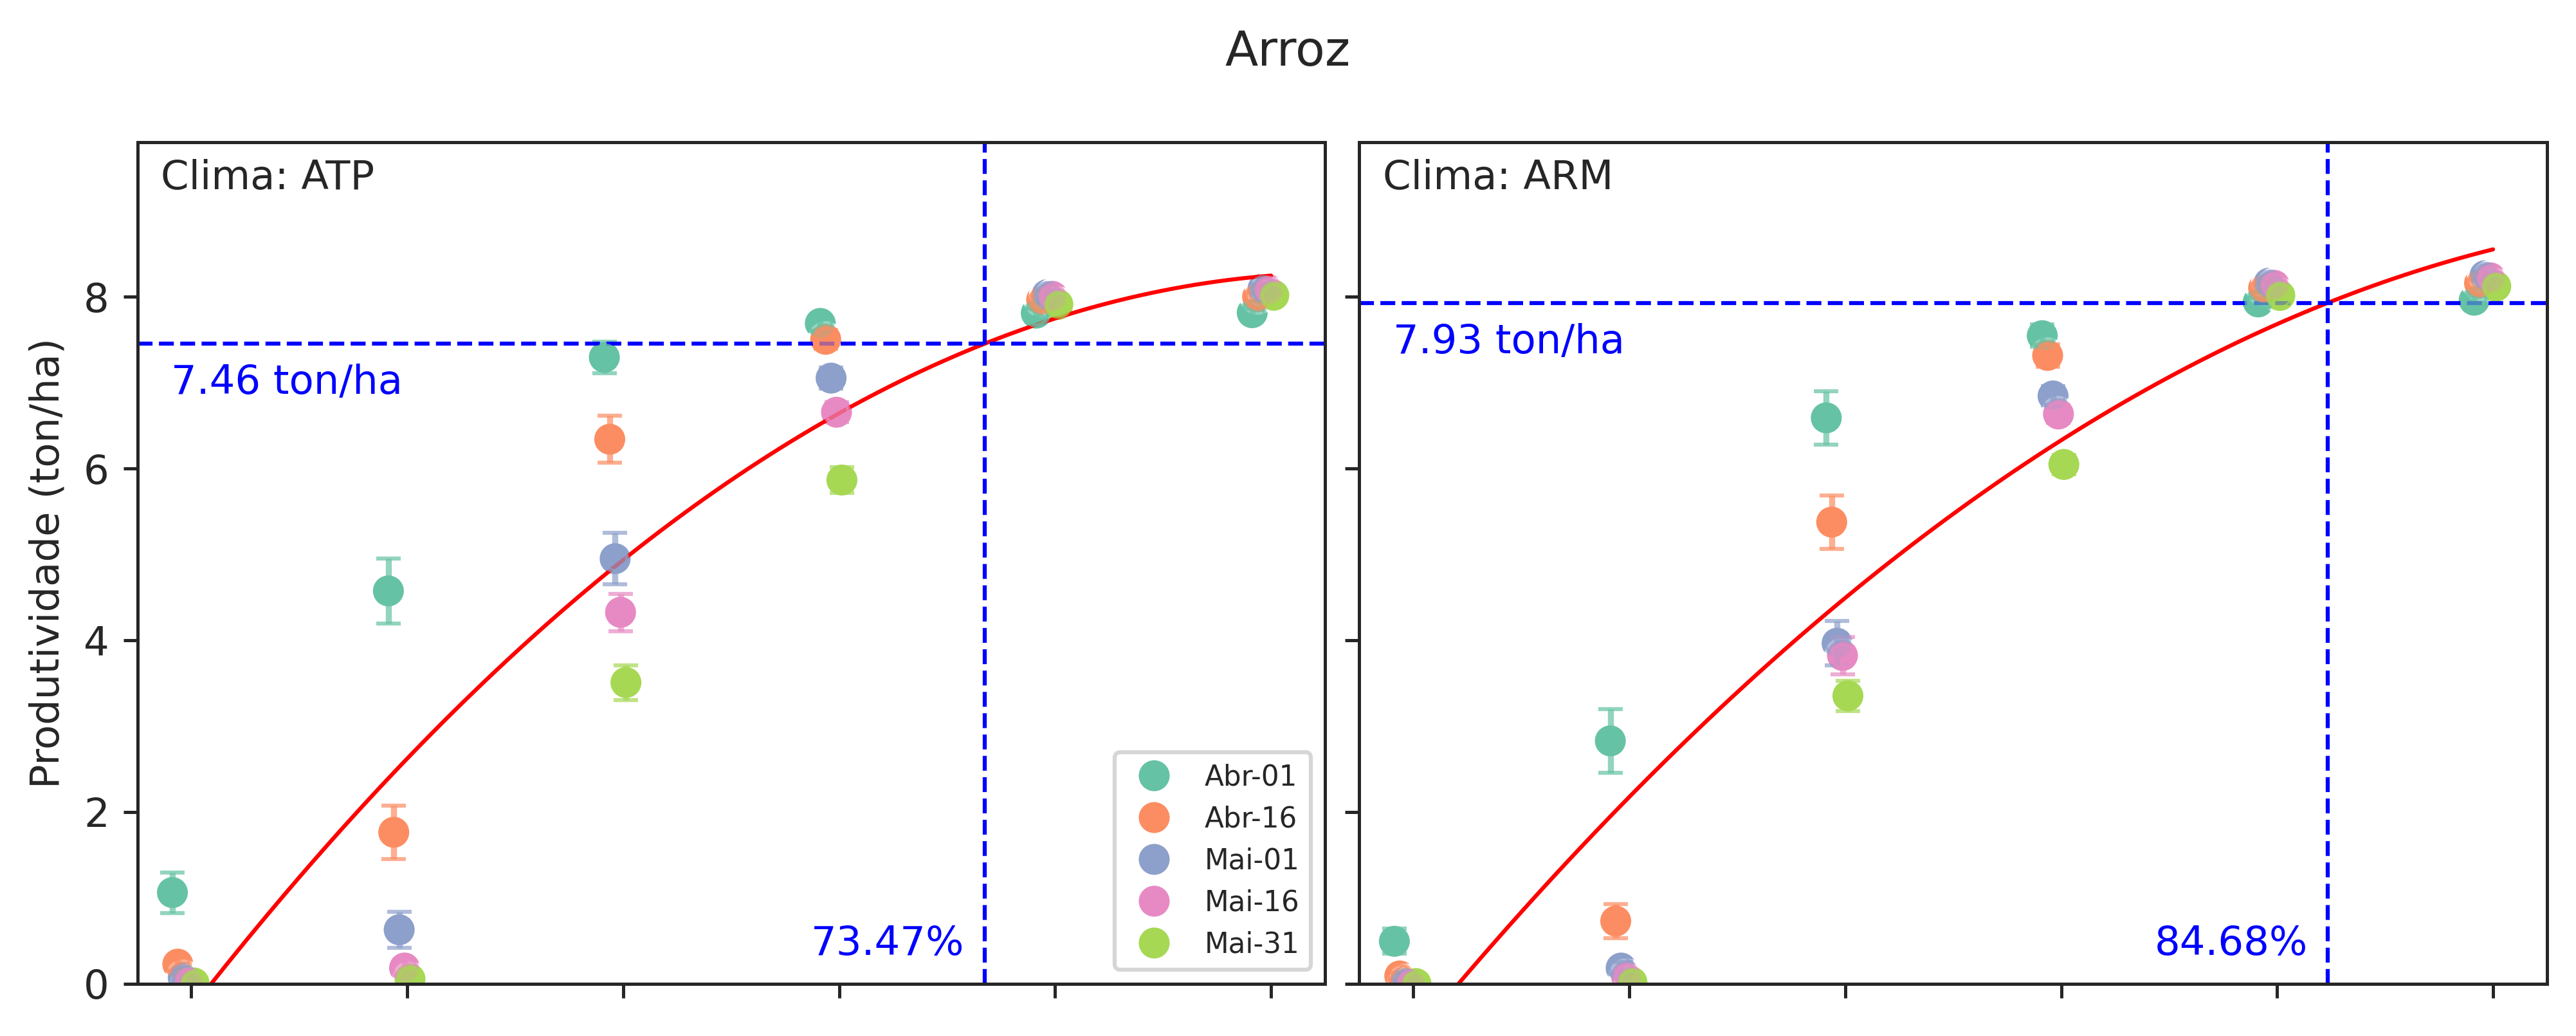 Arroz
Clima: ATP
Clima: ARM
Produtividade (ton/ha)
8
6
4
2
0
7.46 ton/ha
73.47%
Abr-01
Abr-16
Mai-01
Mai-16
Mai-31
7.93 ton/ha
84.68%